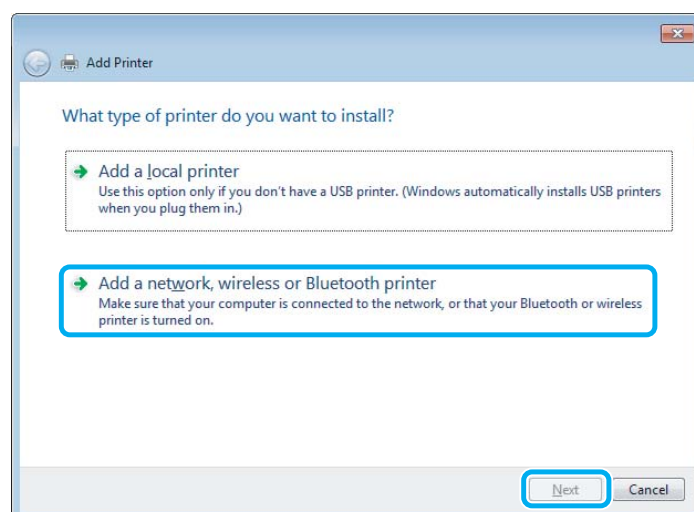 Add Printer
What type of printer do you want to install?
Add a local printer
Use this option only if you don't have a USB printer. (Windows automatically installs USB printers
when you plug them in.)
Add a network, wireless or Bluetooth printer
Make sure that your computer is connected to the network, or that your Bluetooth or wireless
printer is turned on.
Next Cancel